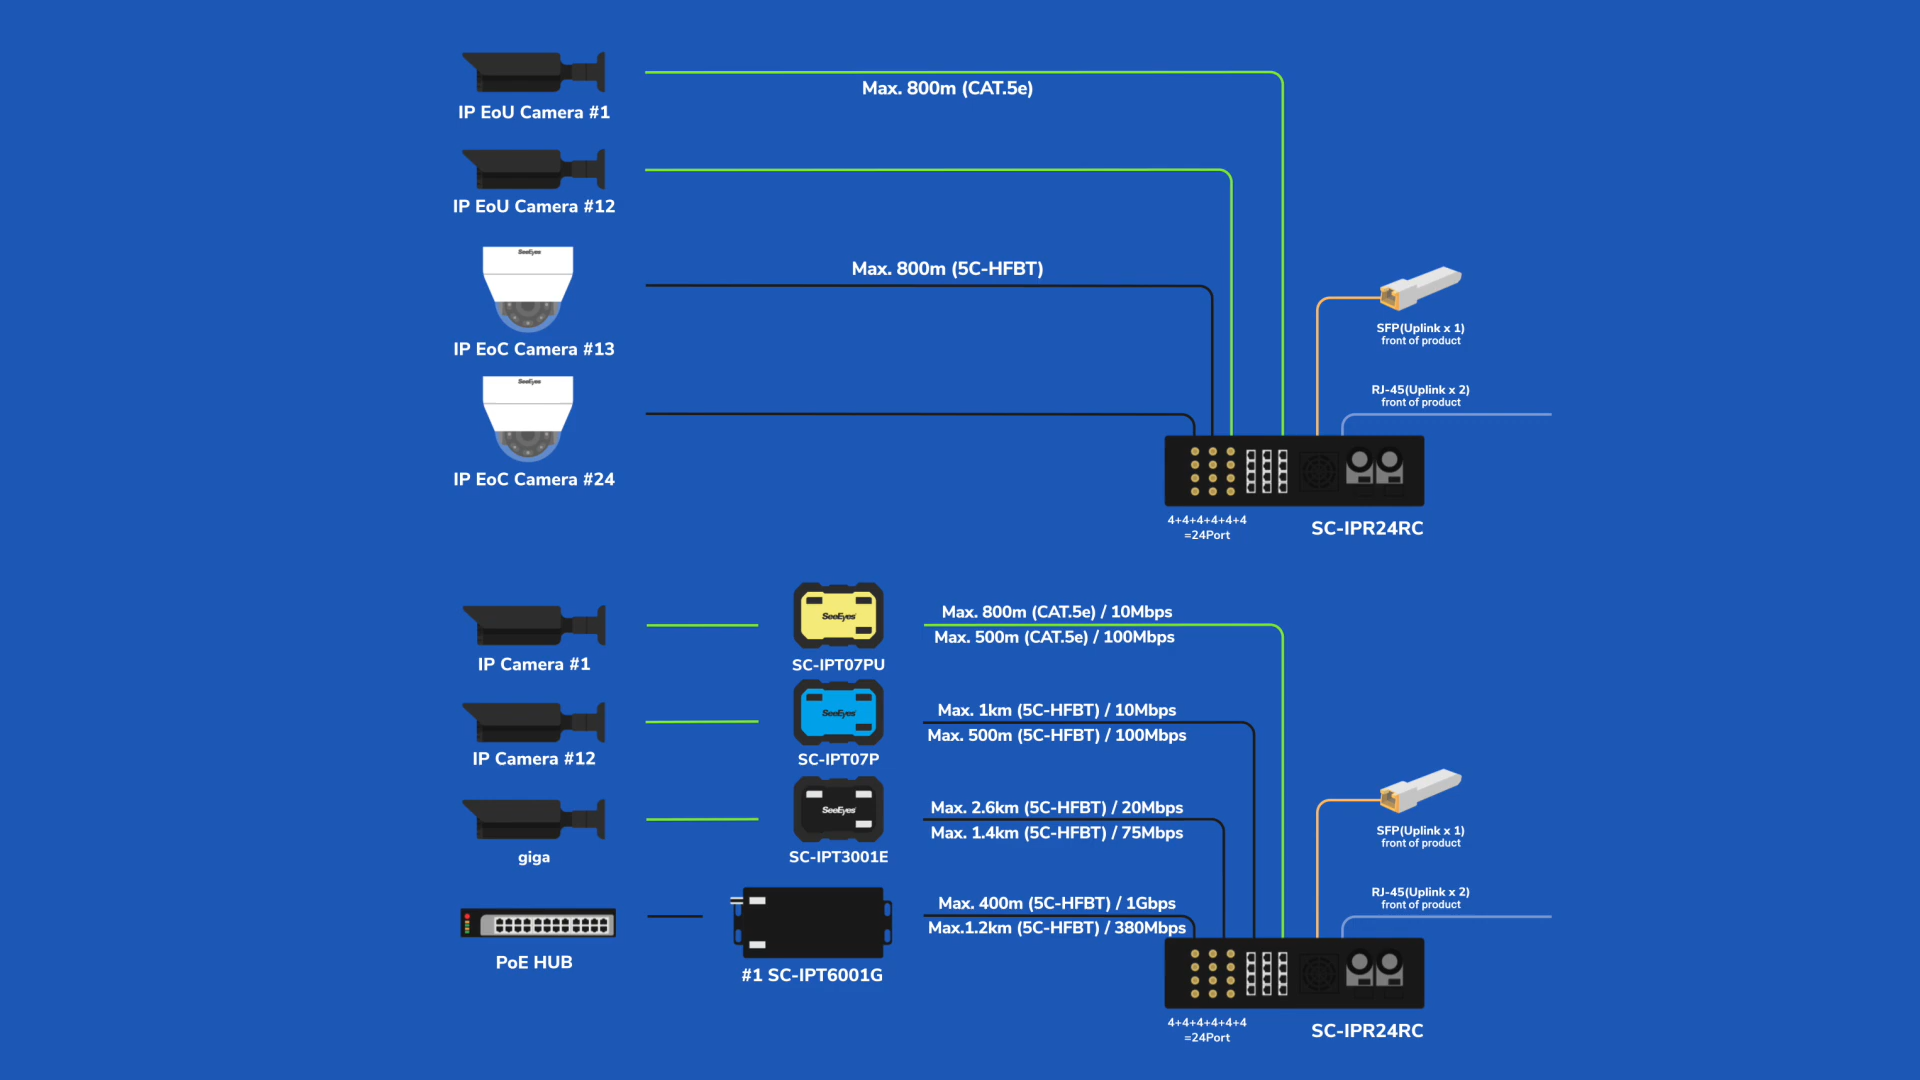 IP EoU Camera #1
Max. 800m (CAT.5e)
IP EoU Camera #12
SeeEyes
IP EoC Camera #13
Max. 800m (5C-HFBT)
SeeEyes
IP EoC Camera #24
SFP(Uplink x 1)
front of product
RJ-45(Uplink x 2)
front of product
4+4+4+4+4+4
=24Port
SC-IPR24RC
IP Camera #1
SeeEyes
SC-IPT07PU
Max. 800m (CAT.5e) / 10Mbps
Max. 500m (CAT.5e) / 100Mbps
IP Camera #12
SeeEyes
SC-IPT07P
Max. 1km (5C-HFBT) / 10Mbps
Max. 500m (5C-HFBT) / 100Mbps
giga
SeeEyes
SC-IPT3001E
Max. 2.6km (5C-HFBT) / 20Mbps
Max. 1.4km (5C-HFBT) / 75Mbps
PoE HUB
#1 SC-IPT6001G
Max. 400m (5C-HFBT) / 1Gbps
Max.1.2km (5C-HFBT) / 380Mbps
SFP(Uplink x 1)
front of product
RJ-45(Uplink x 2)
front of product
4+4+4+4+4+4
=24Port
SC-IPR24RC